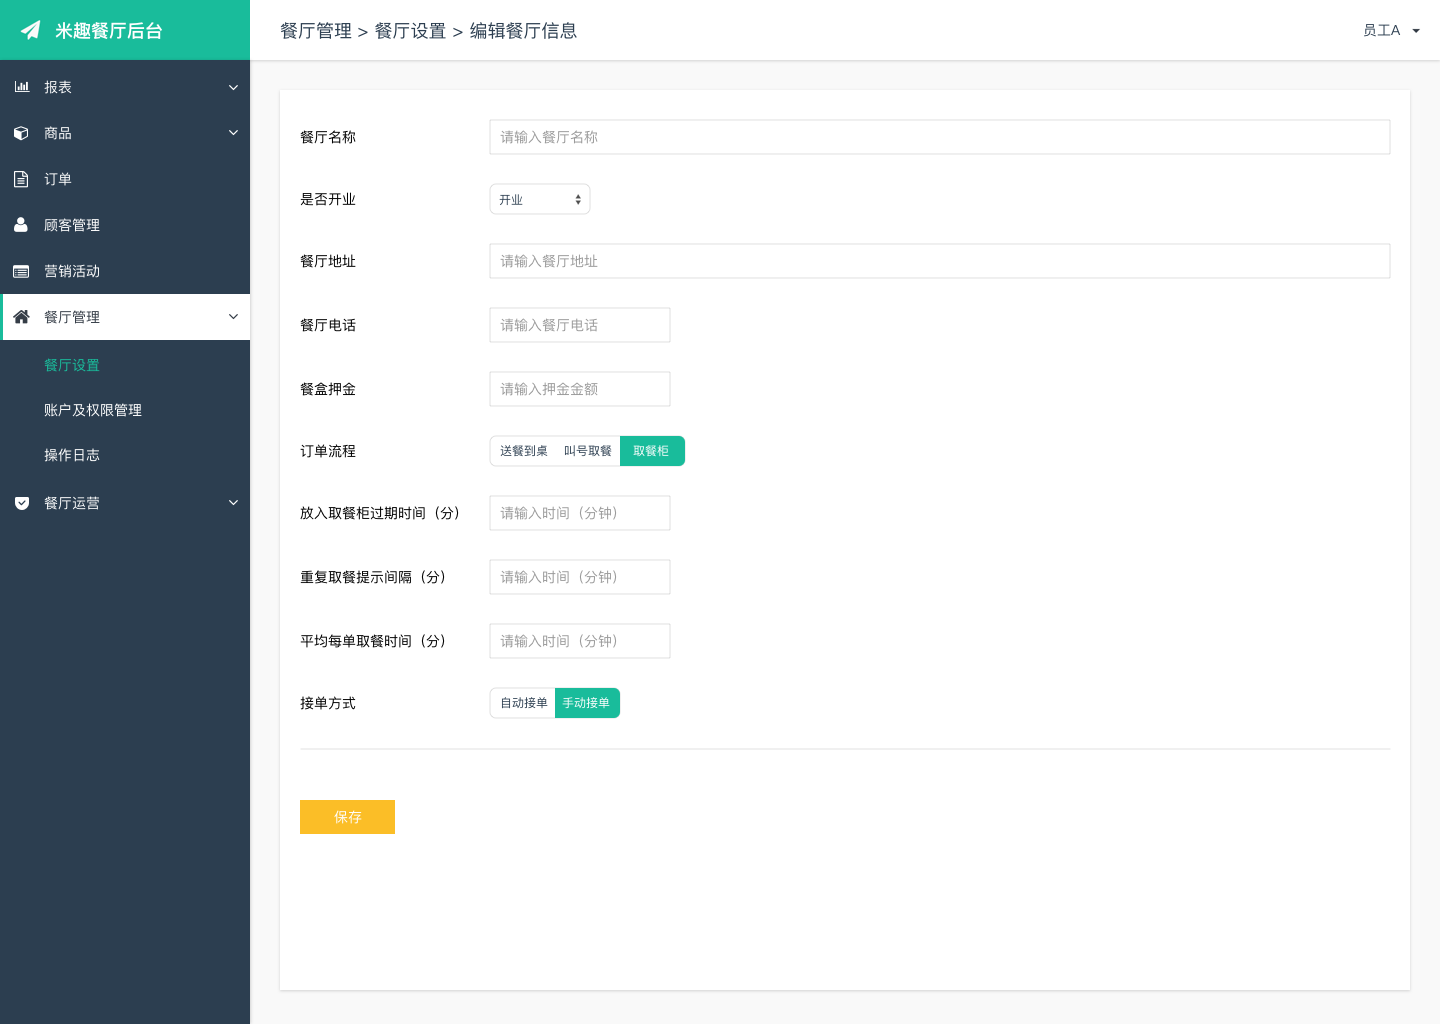 米趣餐厅后台
餐厅管理 > 餐厅设置 > 编辑餐厅信息
员工A
报表
商品
订单
顾客管理
营销活动
餐厅管理
餐厅设置
账户及权限管理
操作日志
餐厅运营
餐厅名称 请输入餐厅名称
是否开业 开业
餐厅地址 请输入餐厅地址
餐厅电话 请输入餐厅电话
餐盒押金 请输入押金金额
订单流程 送餐到桌 叫号取餐 取餐柜
放入取餐柜过期时间（分） 请输入时间（分钟）
重复取餐提示间隔（分） 请输入时间（分钟）
平均每单取餐时间（分） 请输入时间（分钟）
接单方式 自动接单 手动接单
保存